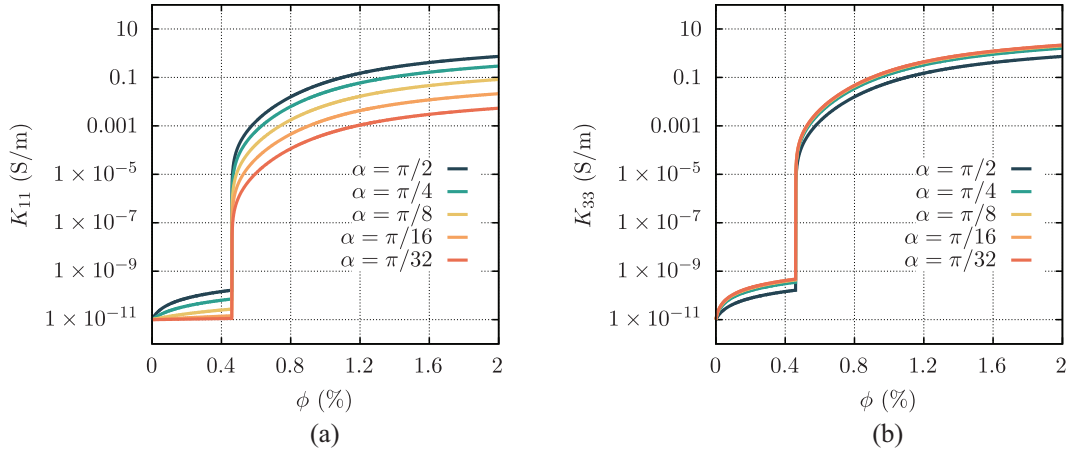 10
0.1
0.001
1 × 10⁻⁵
1 × 10⁻⁷
1 × 10⁻⁹
1 × 10⁻¹¹
K₁₁ (S/m)
α = π/2
α = π/4
α = π/8
α = π/16
α = π/32
0 0.4 0.8 1.2 1.6 2
ϕ (%)
(a)
10
0.1
0.001
1 × 10⁻⁵
1 × 10⁻⁷
1 × 10⁻⁹
1 × 10⁻¹¹
K₃₃ (S/m)
α = π/2
α = π/4
α = π/8
α = π/16
α = π/32
0 0.4 0.8 1.2 1.6 2
ϕ (%)
(b)